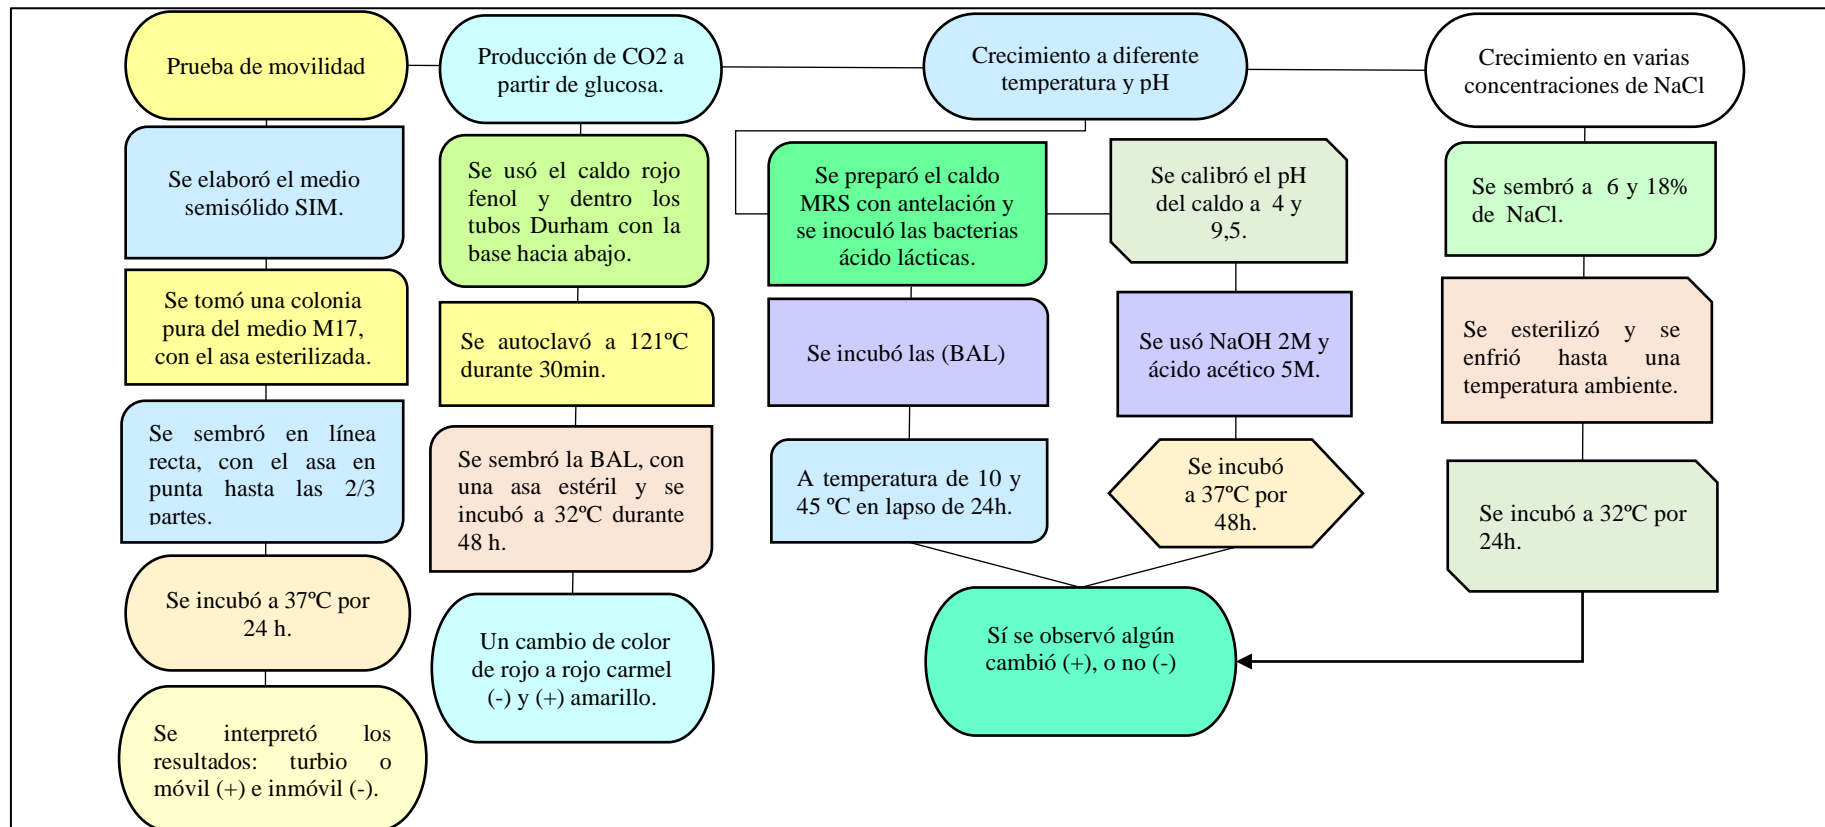 Prueba de movilidad
Producción de CO2 a
partir de glucosa.
Crecimiento a diferente
temperatura y pH
Crecimiento en varias
concentraciones de NaCl
Se elaboró el medio
semisólido SIM.
Se tomó una colonia
pura del medio M17,
con el asa esterilizada.
Se sembró en línea
recta, con el asa en
punta hasta las 2/3
partes.
Se incubó a 37ºC por
24 h.
Se interpretó los
resultados: turbio o
móvil (+) e inmóvil (-).
Se usó el caldo rojo
fenol y dentro los
tubos Durham con la
base hacia abajo.
Se autoclavó a 121ºC
durante 30min.
Se sembró la BAL, con
una asa estéril y se
incubó a 32ºC durante
48 h.
Un cambio de color
de rojo a rojo carmel
(-) y (+) amarillo.
Se preparó el caldo
MRS con antelación y
se inoculó las bacterias
ácido lácticas.
Se incubó las (BAL)
A temperatura de 10 y
45 ºC en lapso de 24h.
Se calibró el pH
del caldo a 4 y
9,5.
Se usó NaOH 2M y
ácido acético 5M.
Se incubó
a 37ºC por
48h.
Sí se observó algún
cambió (+), o no (-)
Se sembró a 6 y 18%
de NaCl.
Se esterilizó y se
enfrió hasta una
temperatura ambiente.
Se incubó a 32ºC por
24h.